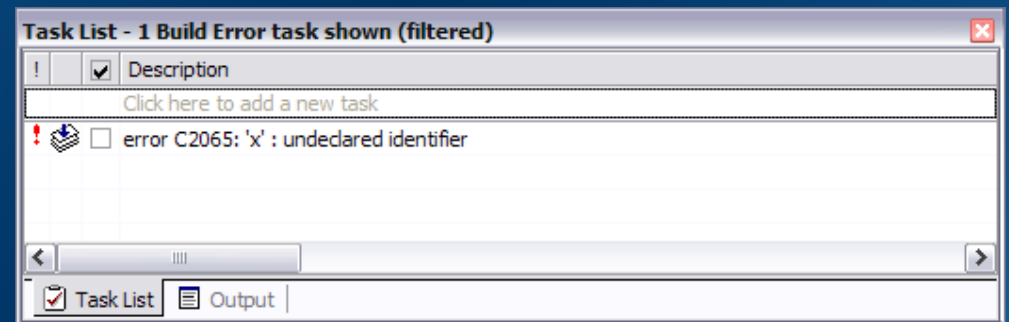 Task List - 1 Build Error task shown (filtered)
! Description
Click here to add a new task
! error C2065: 'x' : undeclared identifier
Task List Output